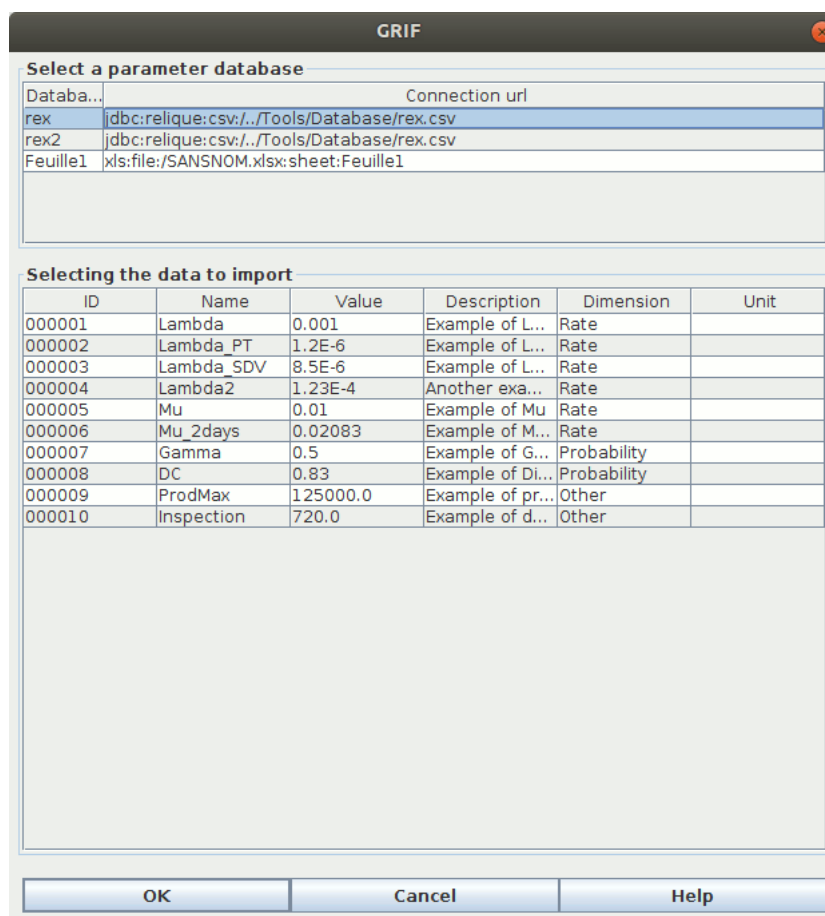 GRIF
Select a parameter database
Databa... Connection url
rex jdbc:relique:csv:/../Tools/Database/rex.csv
rex2 jdbc:relique:csv:/../Tools/Database/rex.csv
Feuille1 xls:file:/SANSNOM.xlsx:sheet:Feuille1
Selecting the data to import
ID Name Value Description Dimension Unit
000001 Lambda 0.001 Example of L... Rate
000002 Lambda_PT 1.2E-6 Example of L... Rate
000003 Lambda_SDV 8.5E-6 Example of L... Rate
000004 Lambda2 1.23E-4 Another exa... Rate
000005 Mu 0.01 Example of Mu Rate
000006 Mu_2days 0.02083 Example of M... Rate
000007 Gamma 0.5 Example of G... Probability
000008 DC 0.83 Example of Di... Probability
000009 ProdMax 125000.0 Example of pr... Other
000010 Inspection 720.0 Example of d... Other
OK Cancel Help